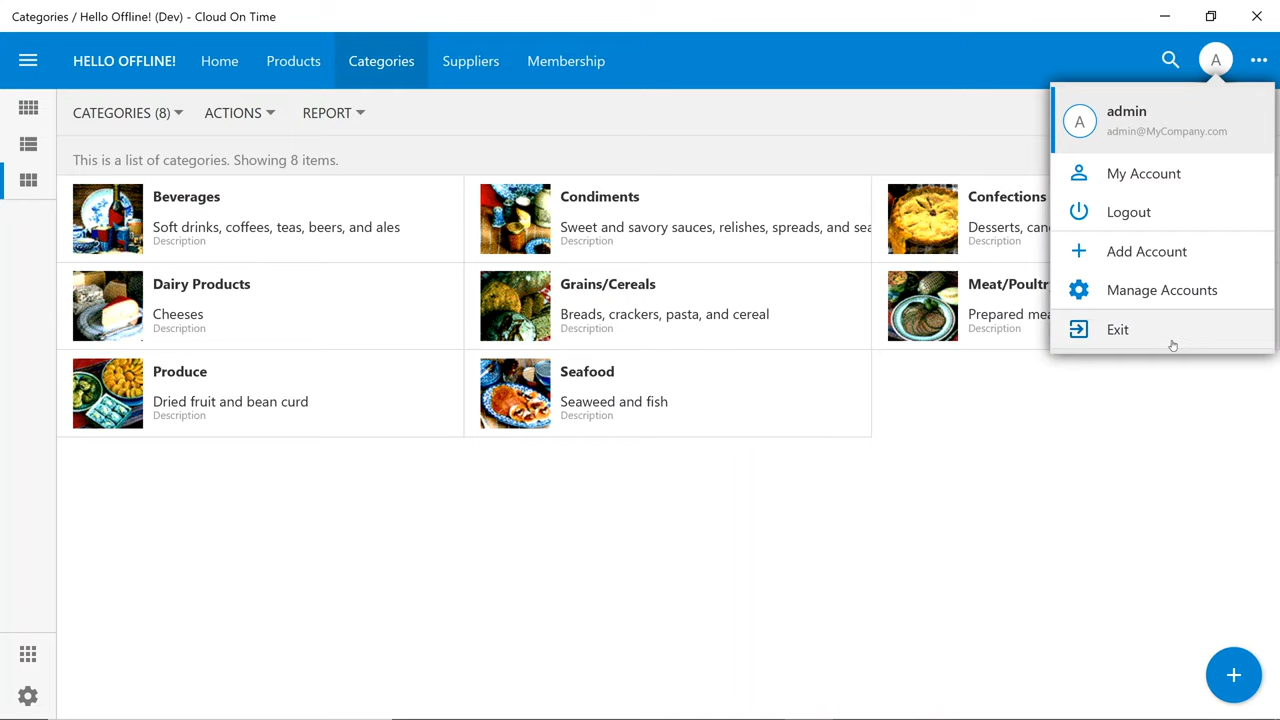 Categories / Hello Offline! (Dev) - Cloud On Time
HELLO OFFLINE! Home Products Categories Suppliers Membership A
CATEGORIES (8) ACTIONS REPORT
This is a list of categories. Showing 8 items.
Beverages
Soft drinks, coffees, teas, beers, and ales
Description
Condiments
Sweet and savory sauces, relishes, spreads, and sea
Description
Confections
Desserts, can
Description
Dairy Products
Cheeses
Description
Grains/Cereals
Breads, crackers, pasta, and cereal
Description
Meat/Poultr
Prepared mea
Description
Produce
Dried fruit and bean curd
Description
Seafood
Seaweed and fish
Description
A
admin
admin@MyCompany.com
My Account
Logout
Add Account
Manage Accounts
Exit